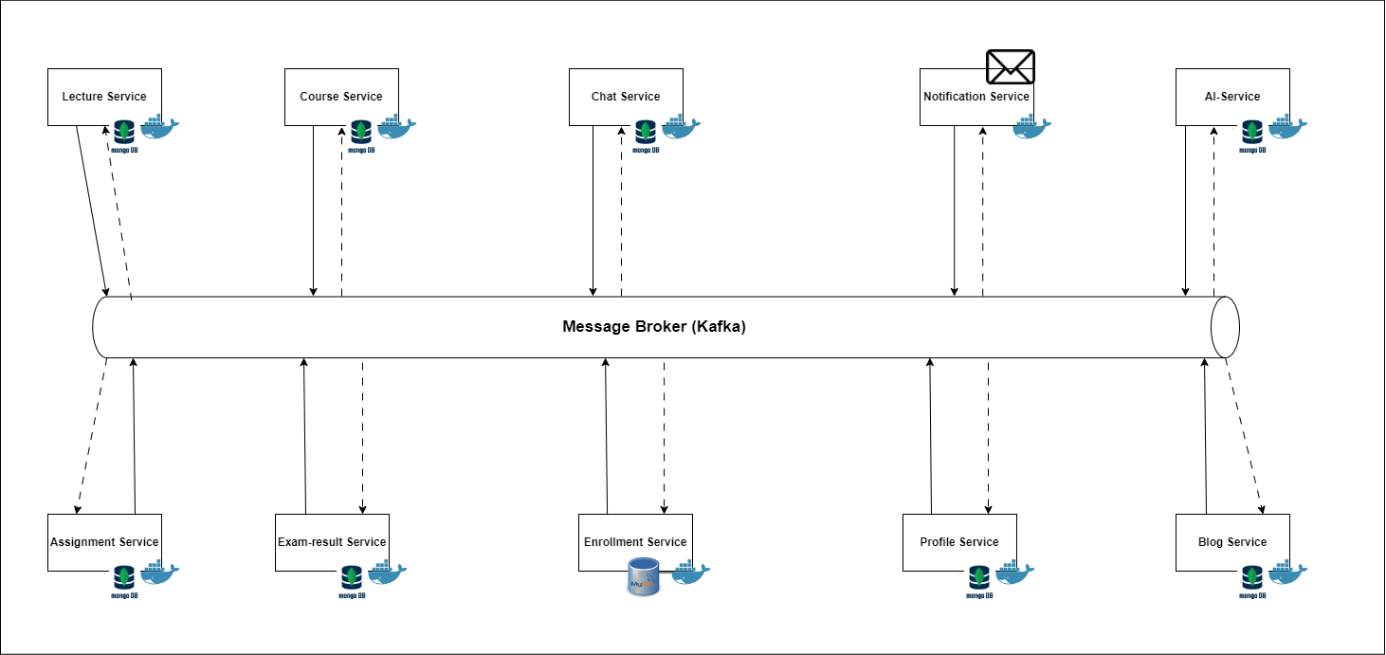 Lecture Service
Course Service
Chat Service
Notification Service
AI-Service
mongo DB
mongo DB
mongo DB
mongo DB
Message Broker (Kafka)
Assignment Service
Exam-result Service
Enrollment Service
Profile Service
Blog Service
mongo DB
mongo DB
mongo DB
mongo DB